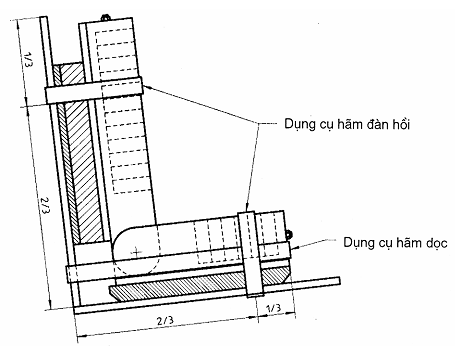 1/3
Dụng cụ hãm đàn hồi
2/3
Dụng cụ hãm dọc
2/3
1/3